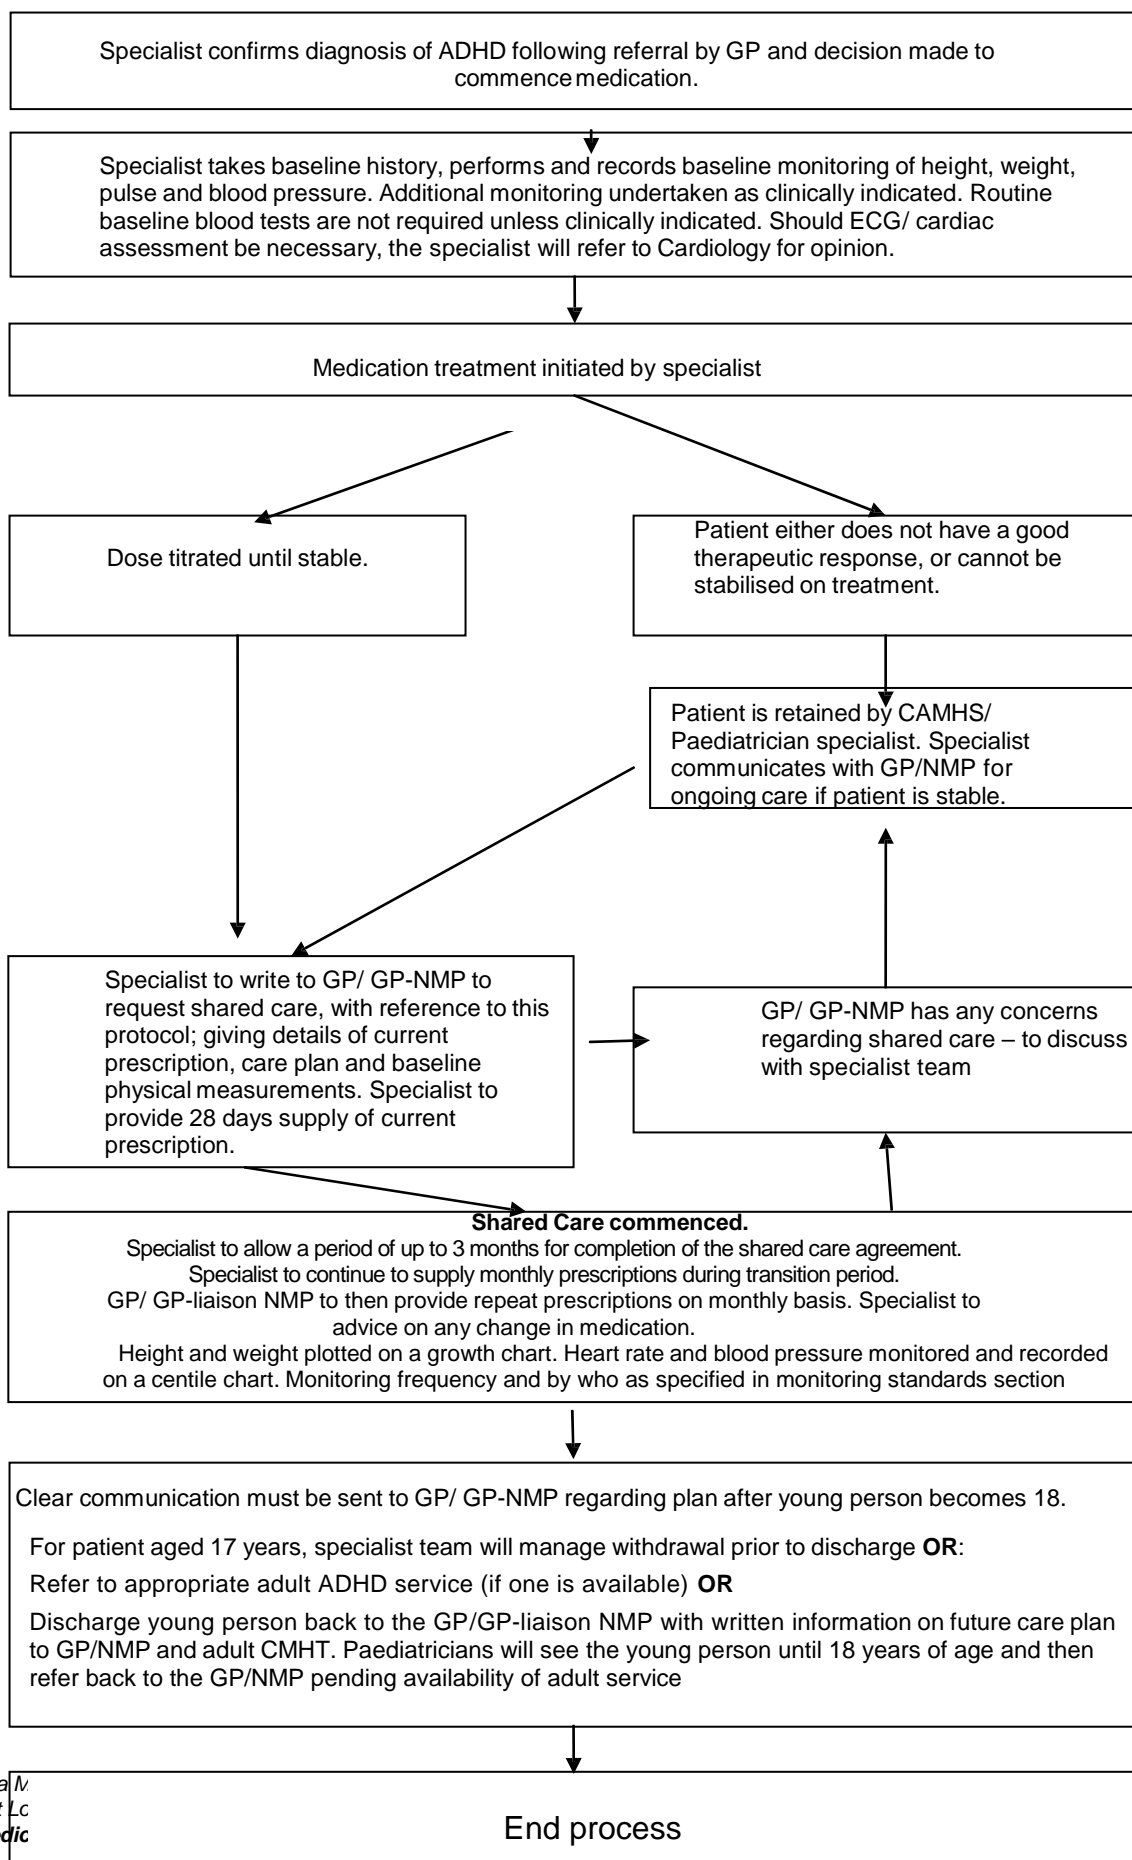 Specialist confirms diagnosis of ADHD following referral by GP and decision made to
commence medication.
Specialist takes baseline history, performs and records baseline monitoring of height, weight,
pulse and blood pressure. Additional monitoring undertaken as clinically indicated. Routine
baseline blood tests are not required unless clinically indicated. Should ECG/ cardiac
assessment be necessary, the specialist will refer to Cardiology for opinion.
Medication treatment initiated by specialist
Dose titrated until stable.
Patient either does not have a good
therapeutic response, or cannot be
stabilised on treatment.
Patient is retained by CAMHS/
Paediatrician specialist. Specialist
communicates with GP/NMP for
ongoing care if patient is stable.
Specialist to write to GP/ GP-NMP to
request shared care, with reference to this
protocol; giving details of current
prescription, care plan and baseline
physical measurements. Specialist to
provide 28 days supply of current
prescription.
GP/ GP-NMP has any concerns
regarding shared care – to discuss
with specialist team
Shared Care commenced.
Specialist to allow a period of up to 3 months for completion of the shared care agreement.
Specialist to continue to supply monthly prescriptions during transition period.
GP/ GP-liaison NMP to then provide repeat prescriptions on monthly basis. Specialist to
advice on any change in medication.
Height and weight plotted on a growth chart. Heart rate and blood pressure monitored and recorded
on a centile chart. Monitoring frequency and by who as specified in monitoring standards section
Clear communication must be sent to GP/ GP-NMP regarding plan after young person becomes 18.
For patient aged 17 years, specialist team will manage withdrawal prior to discharge OR:
Refer to appropriate adult ADHD service (if one is available) OR
Discharge young person back to the GP/GP-liaison NMP with written information on future care plan
to GP/NMP and adult CMHT. Paediatricians will see the young person until 18 years of age and then
refer back to the GP/NMP pending availability of adult service
End process